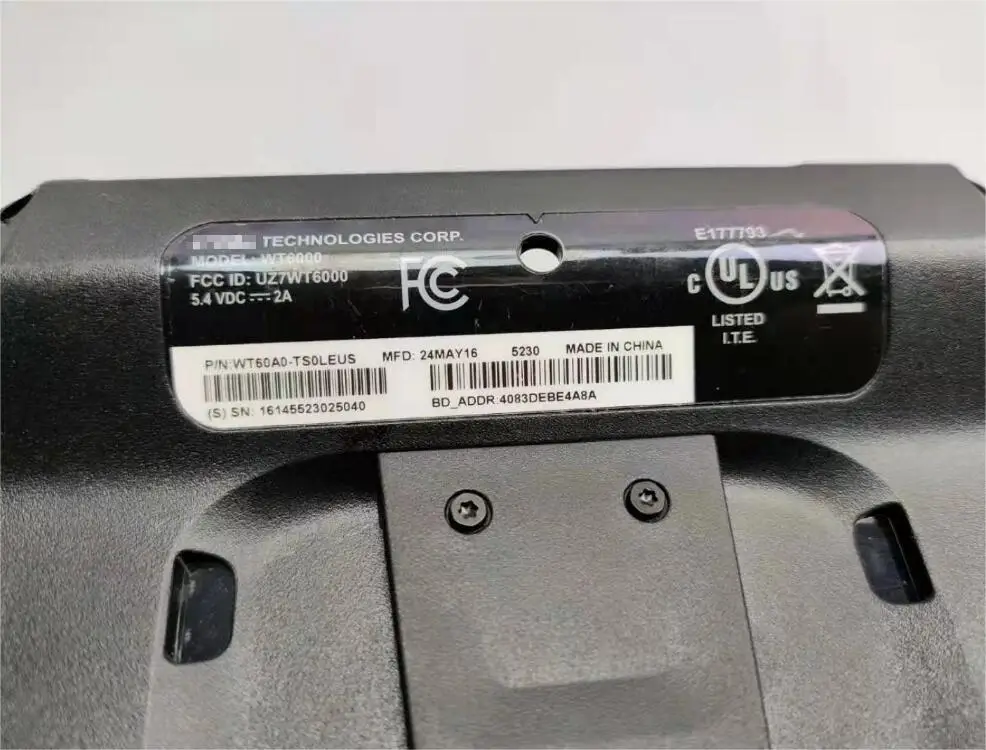 TECHNOLOGIES CORP.
MODEL: WT6000
FCC ID: UZ7WT6000
5.4 VDC ⎓ 2A
FC
E177793
C UL US
LISTED
I.T.E.
P/N:WT60A0-TS0LEUS
(S) SN: 16145523025040
MFD: 24MAY16 5230 MADE IN CHINA
BD_ADDR:4083DEBE4A8A